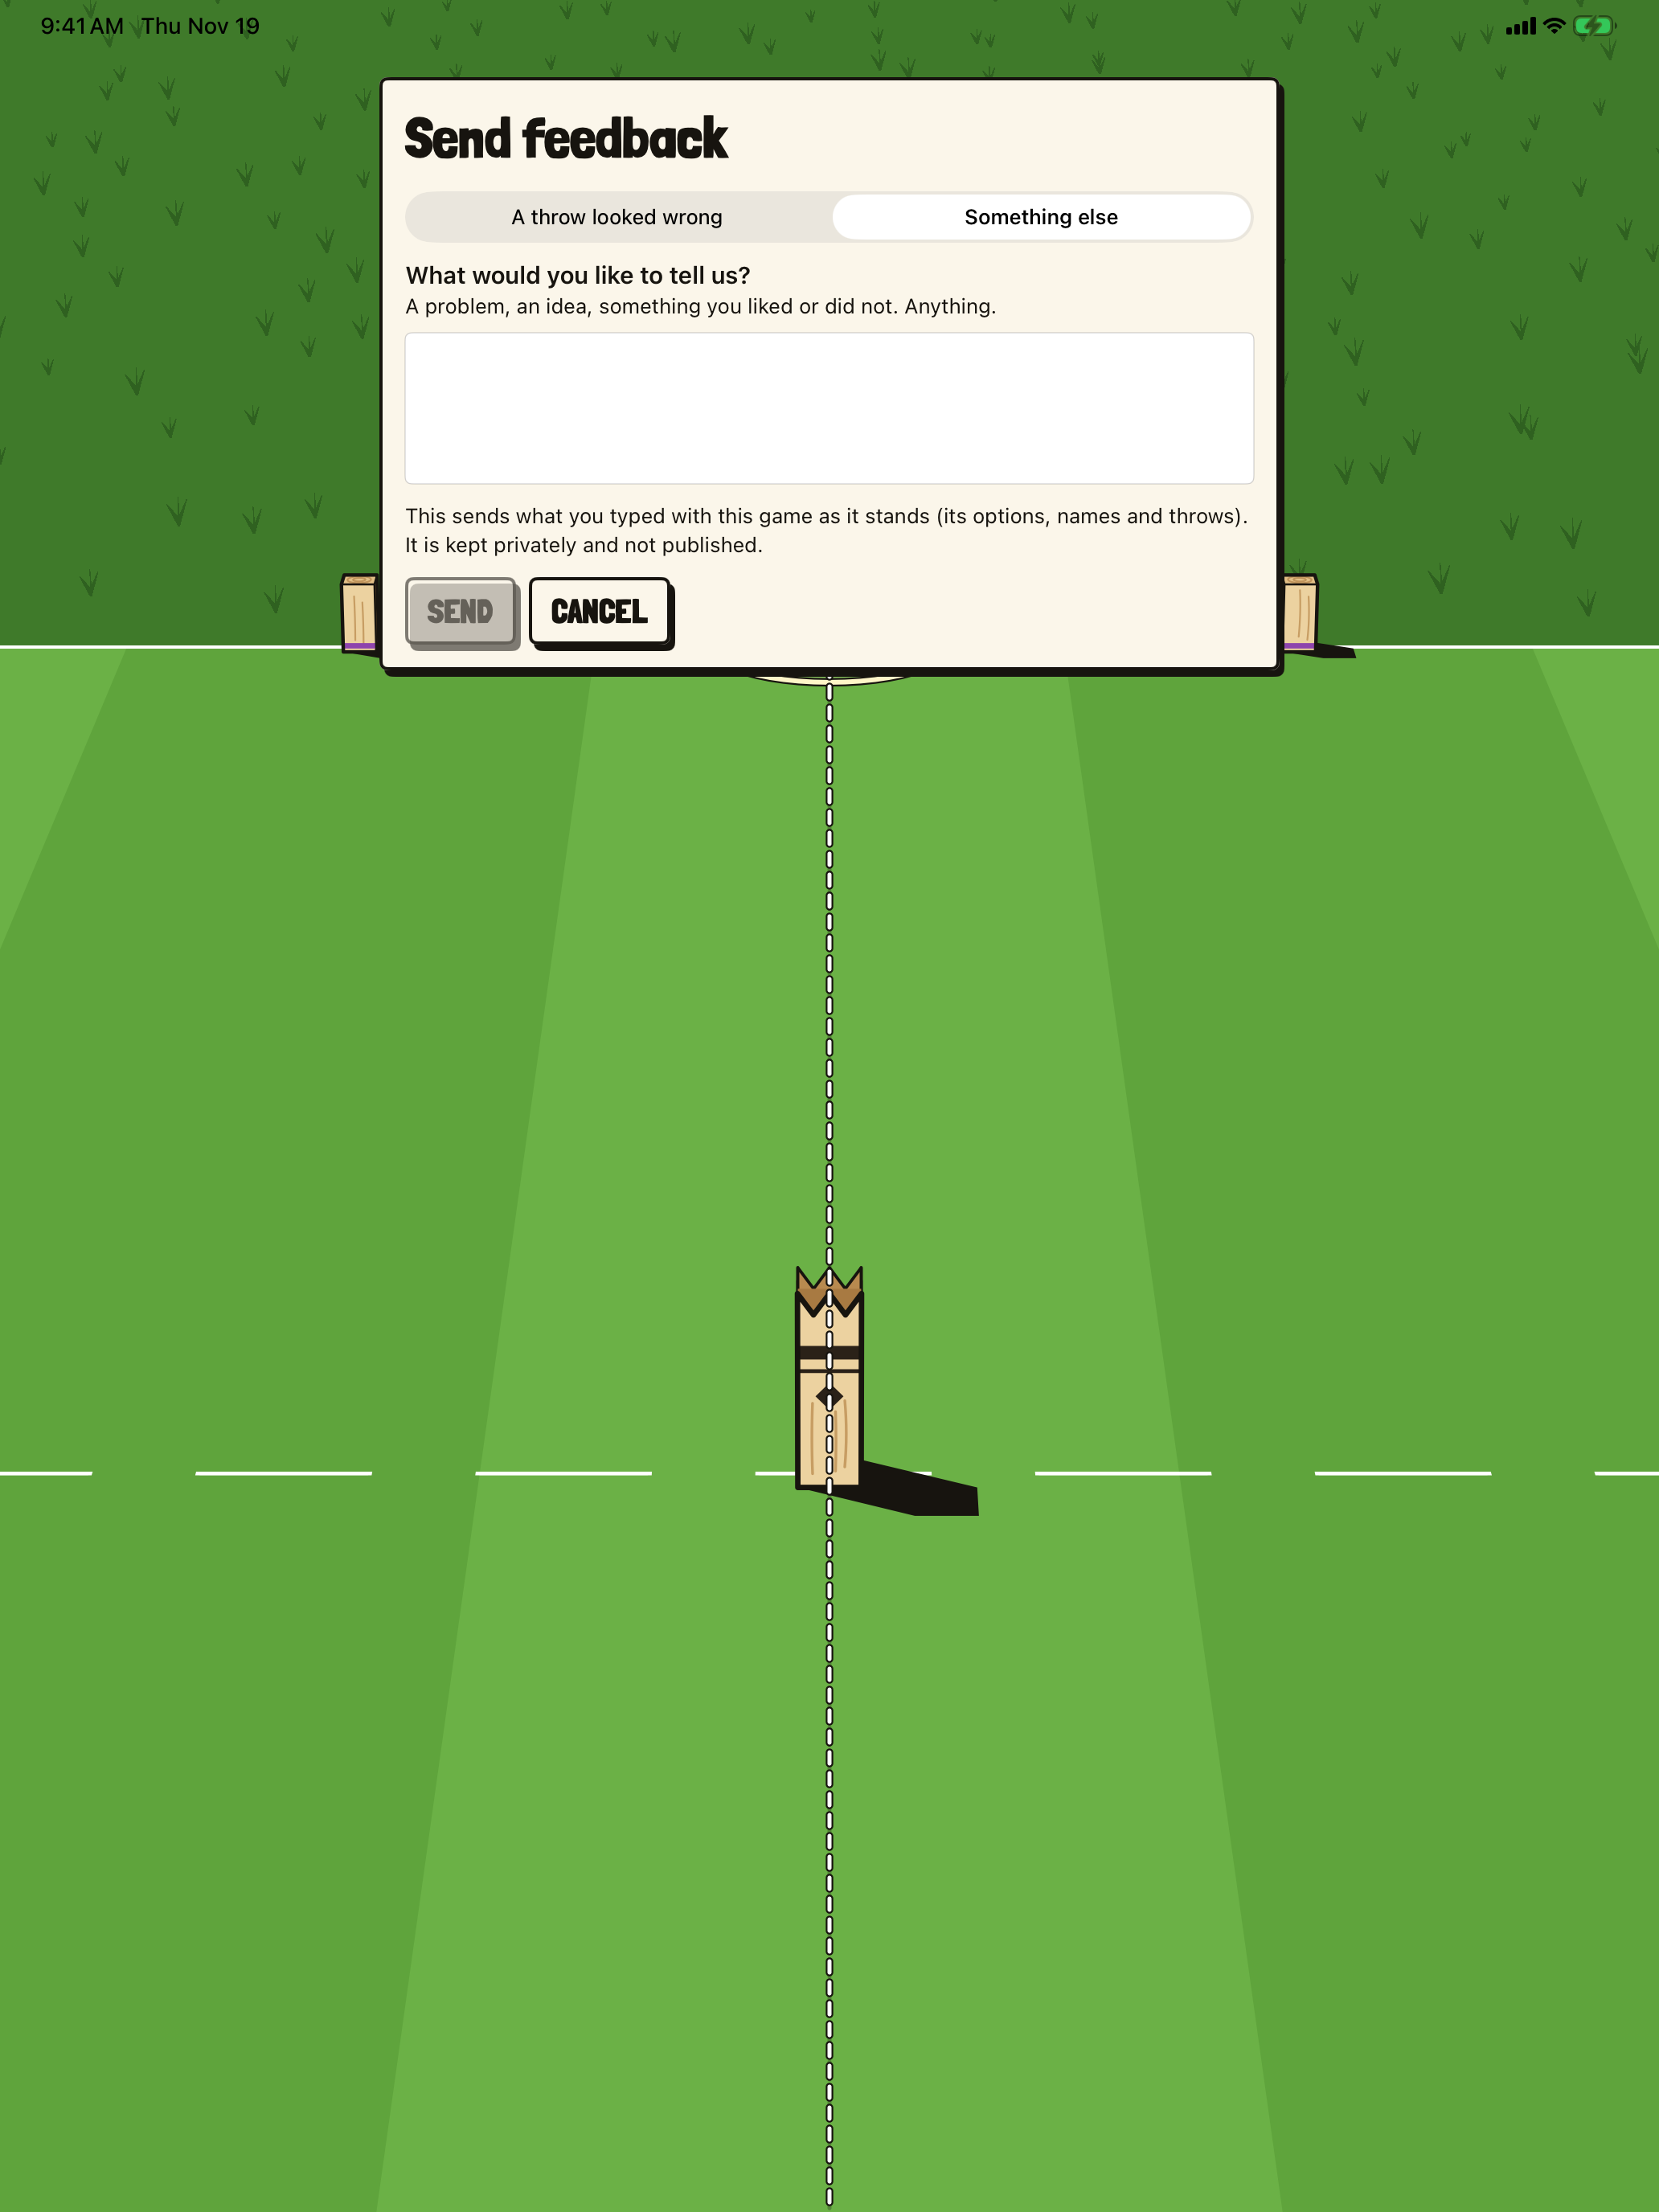 9:41 AM Thu Nov 19
Send feedback
A throw looked wrong
Something else
What would you like to tell us?
A problem, an idea, something you liked or did not. Anything.
This sends what you typed with this game as it stands (its options, names and throws).
It is kept privately and not published.
SEND
CANCEL